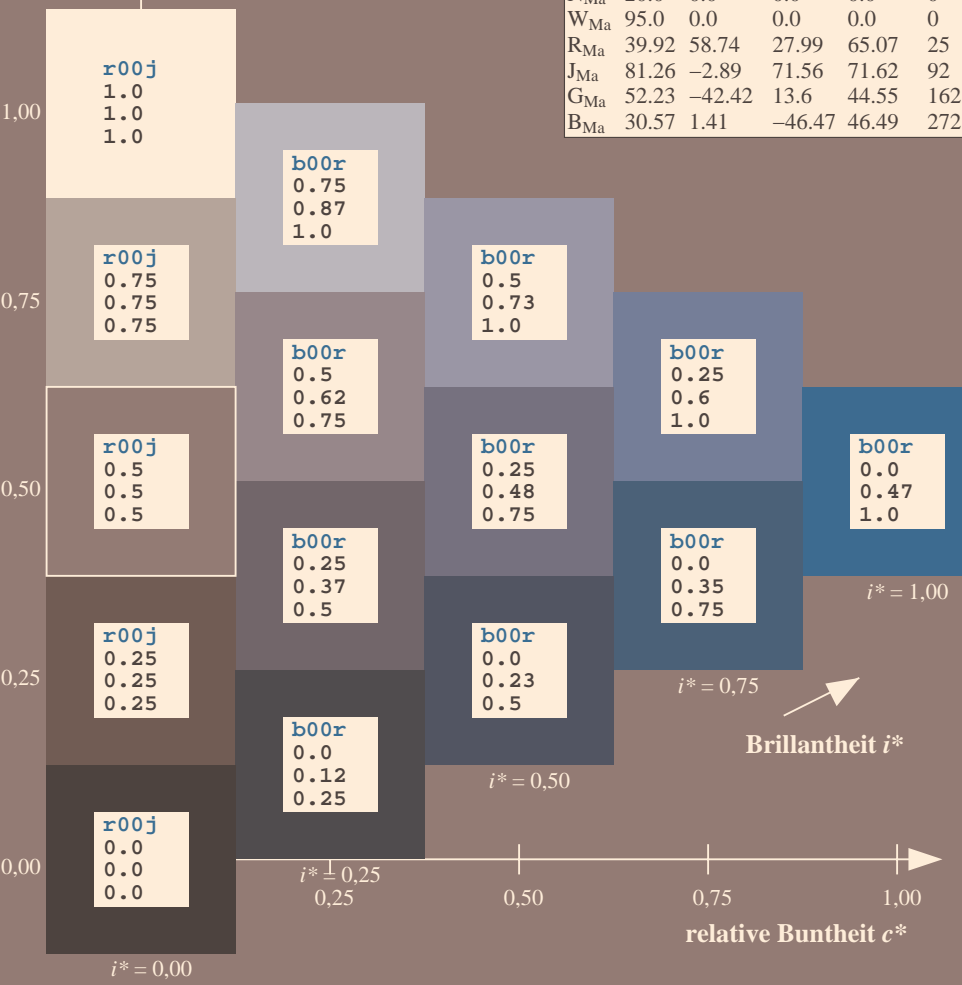 W_Ma 95.0 0.0 0.0 0.0 0
R_Ma 39.92 58.74 27.99 65.07 25
J_Ma 81.26 –2.89 71.56 71.62 92
G_Ma 52.23 –42.42 13.6 44.55 162
B_Ma 30.57 1.41 –46.47 46.49 272
r00j
1.0
1.0
1.0
1,00
b00r
0.75
0.87
1.0
r00j
0.75
0.75
0.75
b00r
0.5
0.73
1.0
0,75
b00r
0.5
0.62
0.75
b00r
0.25
0.6
1.0
r00j
0.5
0.5
0.5
b00r
0.25
0.48
0.75
b00r
0.0
0.47
1.0
0,50
b00r
0.25
0.37
0.5
b00r
0.0
0.35
0.75
i* = 1,00
r00j
0.25
0.25
0.25
b00r
0.0
0.23
0.5
0,25
i* = 0,75
b00r
0.0
0.12
0.25
Brillantheit i*
i* = 0,50
r00j
0.0
0.0
0.0
0,00
i* = 0,25
0,25 0,50 0,75 1,00
relative Buntheit c*
i* = 0,00